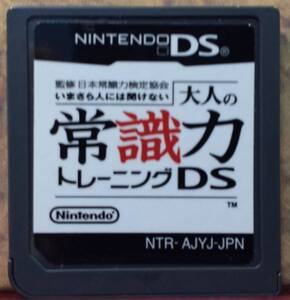 NINTENDO DS
監修 日本常識力検定協会
いまさら人には聞けない
大人の
常識力
トレーニングDS
Nintendo
TM
NTR-AJYJ-JPN